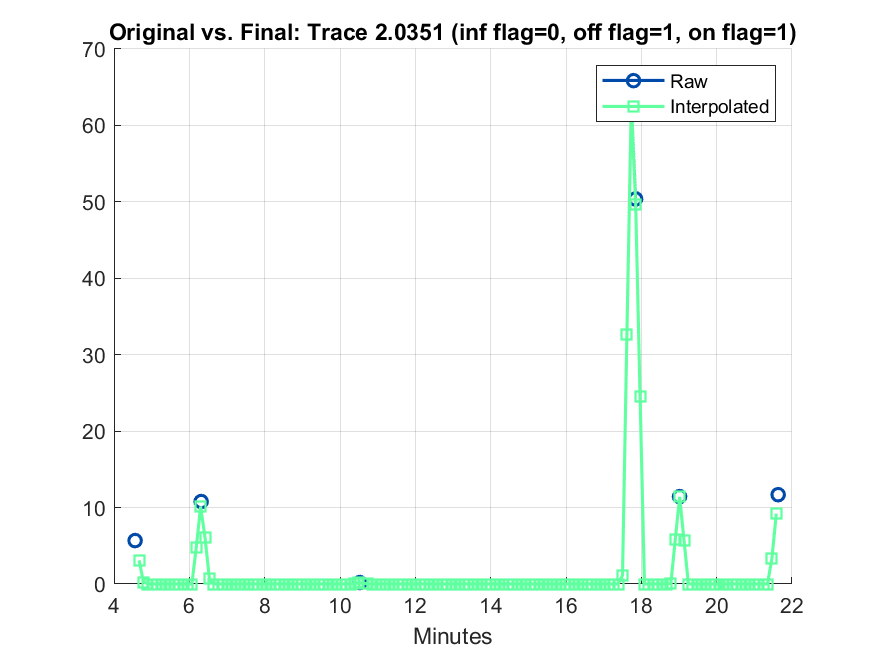 Original vs. Final: Trace 2.0351 (inf flag=0, off flag=1, on flag=1)
70
Raw
Interpolated
60
50
40
30
20
10
0
4 6 8 10 12 14 16 18 20 22
Minutes